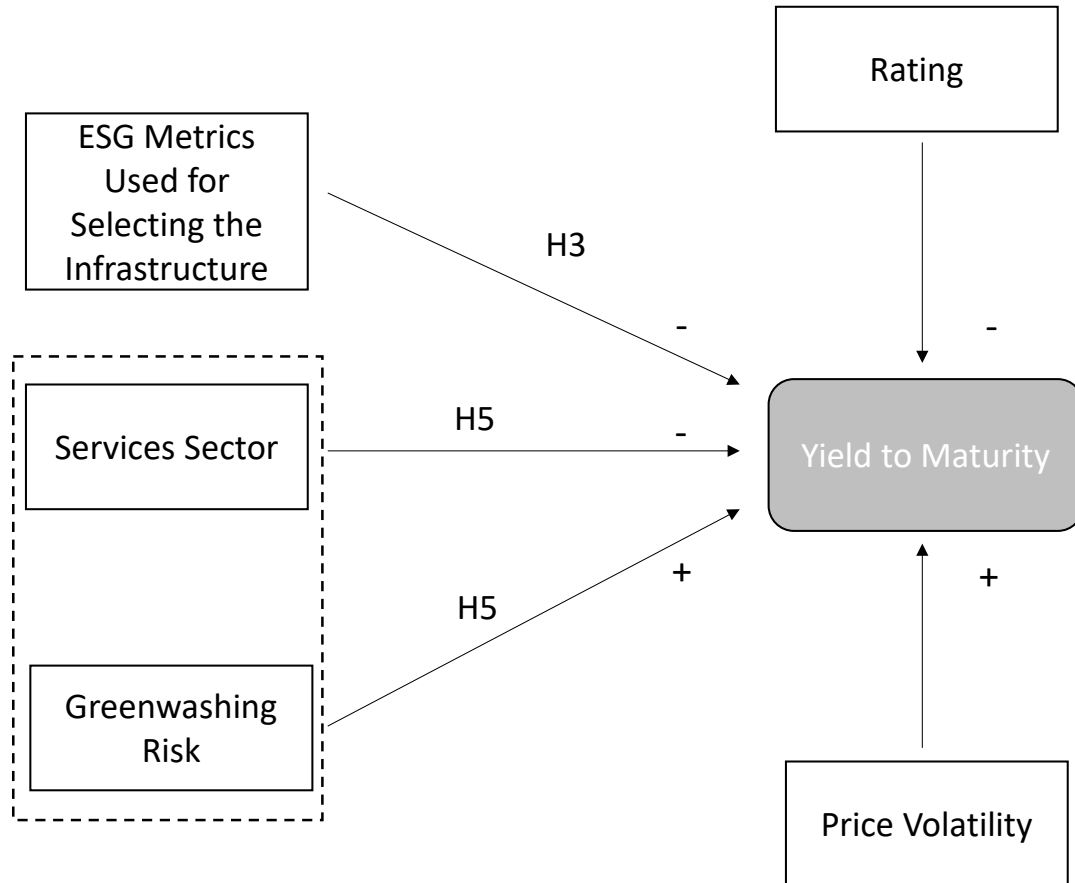 Rating
ESG Metrics
Used for
Selecting the
Infrastructure
H3
-
-
Services Sector
H5
-
Yield to Maturity
+
+
H5
Greenwashing
Risk
Price Volatility